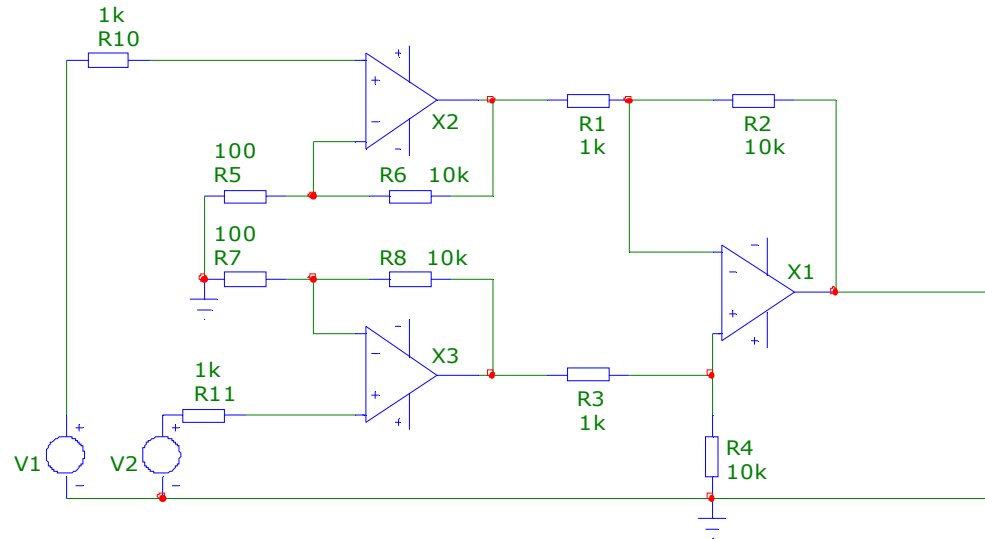 1k
R10
+
+
−
X2
−
R1
1k
R2
10k
100
R5
R6 10k
100
R7
R8 10k
−
−
X1
+
+
−
−
X3
+
+
1k
R11
R3
1k
+
V1
−
+
V2
−
R4
10k